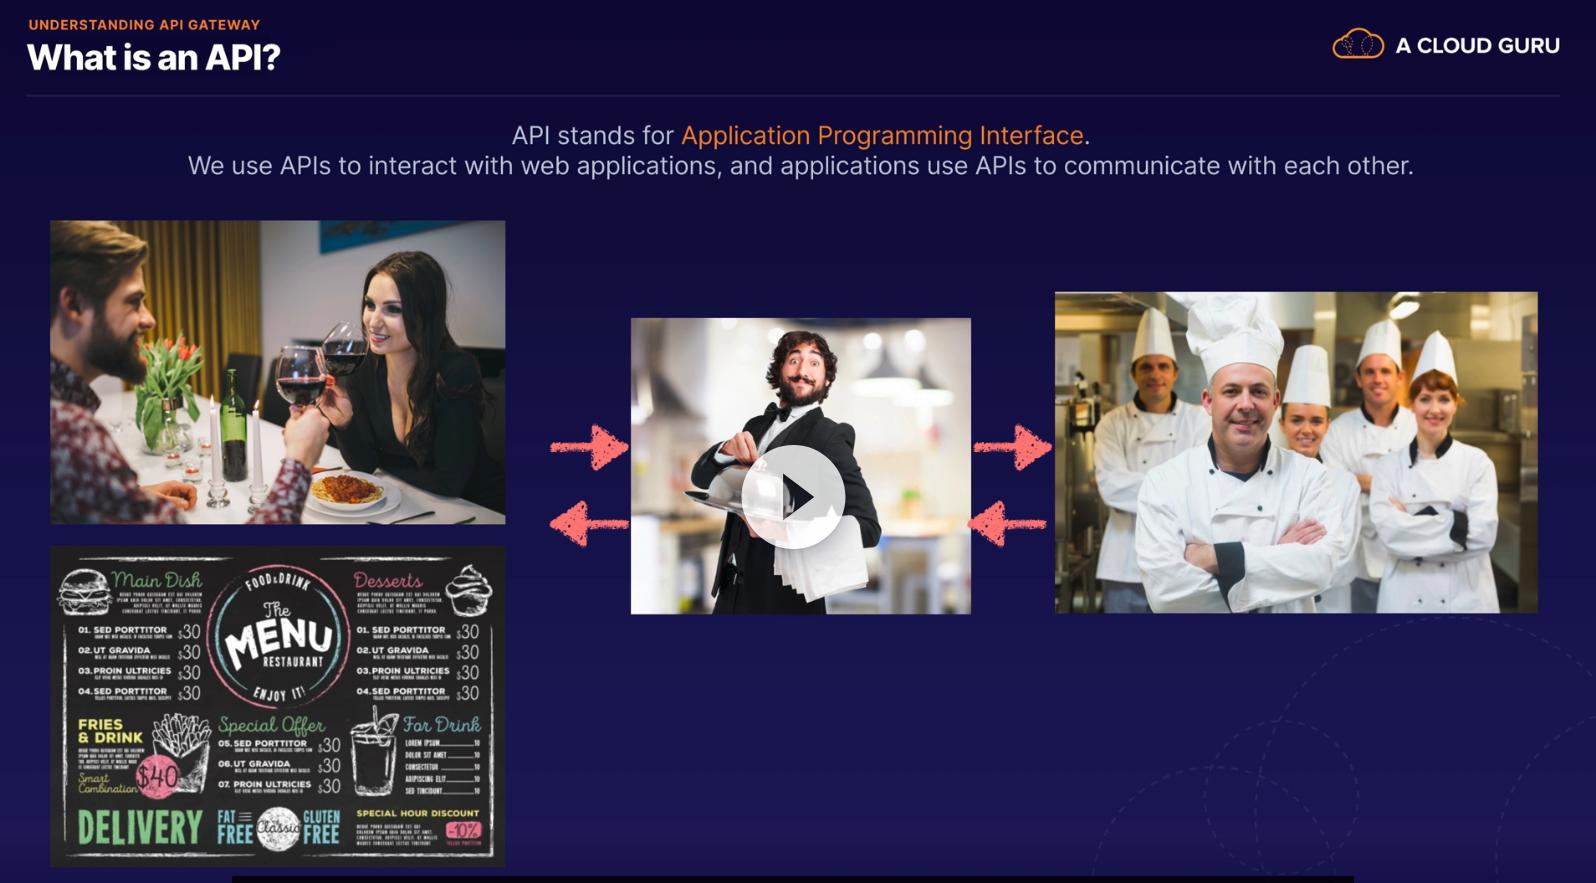 UNDERSTANDING API GATEWAY
What is an API?
A CLOUD GURU
API stands for Application Programming Interface.
We use APIs to interact with web applications, and applications use APIs to communicate with each other.
Main Dish
01. SED PORTTITOR $30
02. UT GRAVIDA $30
03. PROIN ULTRICIES $30
04. SED PORTTITOR $30
FOOD & DRINK
The
MENU
RESTAURANT
ENJOY IT!
Desserts
01. SED PORTTITOR $30
02. UT GRAVIDA $30
03. PROIN ULTRICIES $30
04. SED PORTTITOR $30
FRIES
& DRINK
Smart
Combination
$40
Special Offer
05. SED PORTTITOR $30
06. UT GRAVIDA $30
07. PROIN ULTRICIES $30
For Drink
LOREM IPSUM 10
DOLOR SIT AMET 10
CONSECTETUR 10
ADIPISCING ELIT 10
SED TINCIDUNT 10
DELIVERY
FAT
FREE
Classic
GLUTEN
FREE
SPECIAL HOUR DISCOUNT
-10%